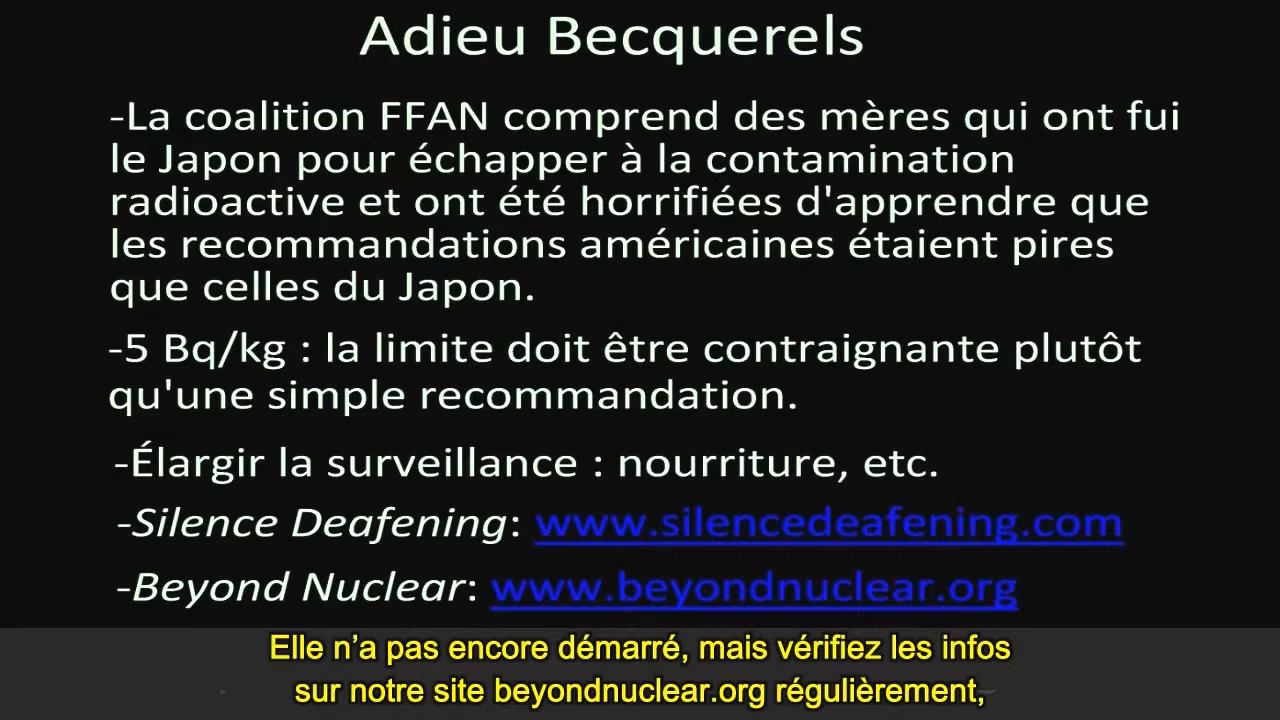 Adieu Becquerels
-La coalition FFAN comprend des mères qui ont fui
le Japon pour échapper à la contamination
radioactive et ont été horrifiées d'apprendre que
les recommandations américaines étaient pires
que celles du Japon.
-5 Bq/kg : la limite doit être contraignante plutôt
qu'une simple recommandation.
-Élargir la surveillance : nourriture, etc.
-Silence Deafening: www.silencedeafening.com
-Beyond Nuclear: www.beyondnuclear.org
Elle n’a pas encore démarré, mais vérifiez les infos
sur notre site beyondnuclear.org régulièrement,